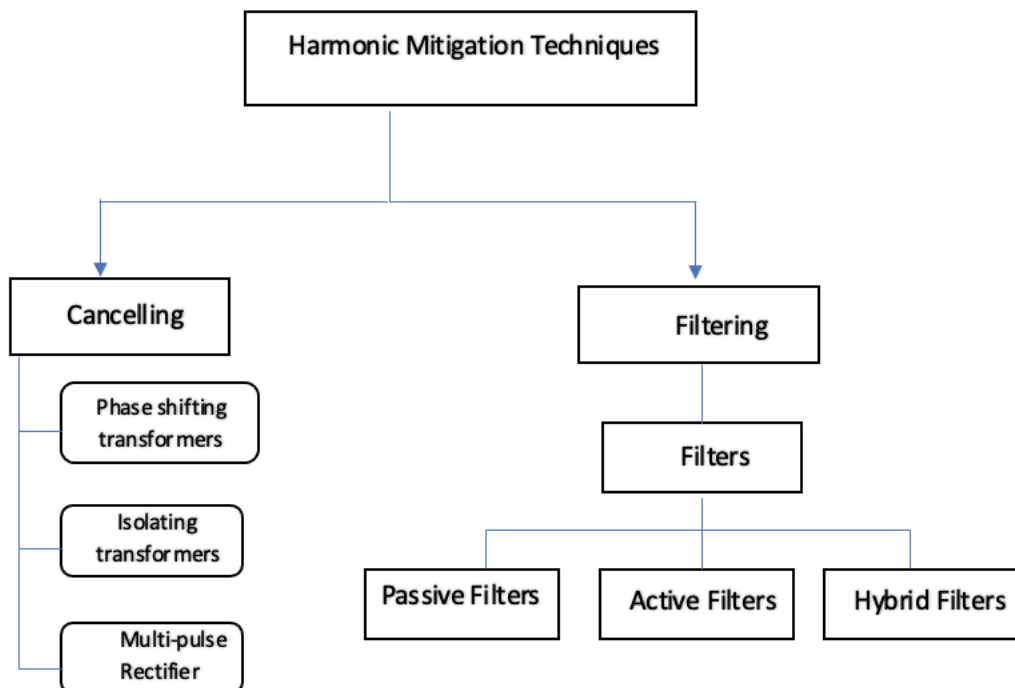 Harmonic Mitigation Techniques
Cancelling
Phase shifting
transformers
Isolating
transformers
Multi-pulse
Rectifier
Filtering
Filters
Passive Filters
Active Filters
Hybrid Filters